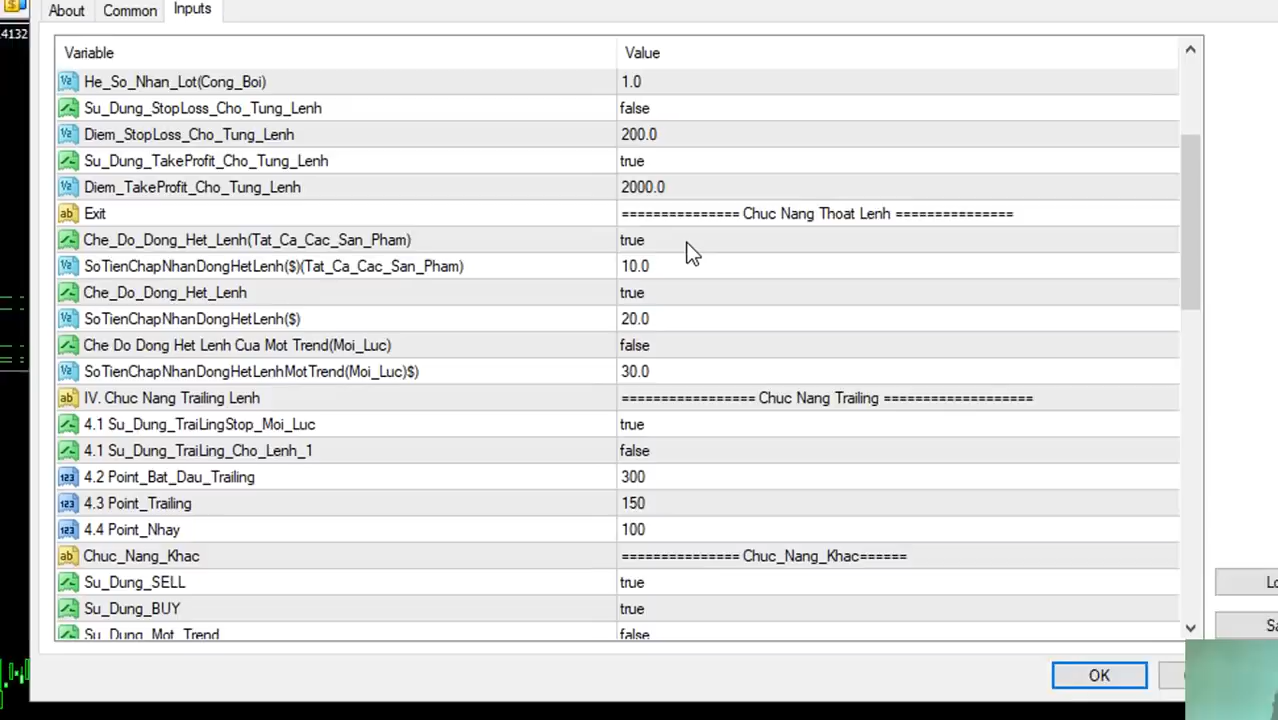 About Common Inputs
4132
Variable Value
He_So_Nhan_Lot(Cong_Boi) 1.0
Su_Dung_StopLoss_Cho_Tung_Lenh false
Diem_StopLoss_Cho_Tung_Lenh 200.0
Su_Dung_TakeProfit_Cho_Tung_Lenh true
Diem_TakeProfit_Cho_Tung_Lenh 2000.0
Exit =============== Chuc Nang Thoat Lenh ===============
Che_Do_Dong_Het_Lenh(Tat_Ca_Cac_San_Pham) true
SoTienChapNhanDongHetLenh($)(Tat_Ca_Cac_San_Pham) 10.0
Che_Do_Dong_Het_Lenh true
SoTienChapNhanDongHetLenh($) 20.0
Che Do Dong Het Lenh Cua Mot Trend(Moi_Luc) false
SoTienChapNhanDongHetLenhMotTrend(Moi_Luc)$) 30.0
IV. Chuc Nang Trailing Lenh ================= Chuc Nang Trailing ===================
4.1 Su_Dung_TraiLingStop_Moi_Luc true
4.1 Su_Dung_TraiLing_Cho_Lenh_1 false
4.2 Point_Bat_Dau_Trailing 300
4.3 Point_Trailing 150
4.4 Point_Nhay 100
Chuc_Nang_Khac =============== Chuc_Nang_Khac======
Su_Dung_SELL true
Su_Dung_BUY true
Su_Dung_Mot_Trend false
Lo
Sa
OK